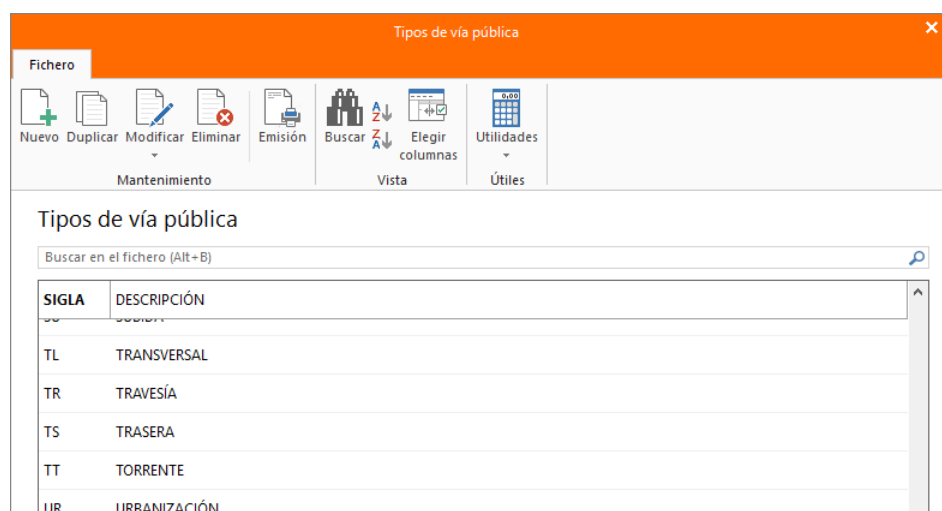 Tipos de vía pública
Fichero
Nuevo Duplicar Modificar Eliminar Emisión Buscar Elegir columnas Utilidades
Mantenimiento Vista Útiles
Tipos de vía pública
Buscar en el fichero (Alt+B)
SIGLA DESCRIPCIÓN
TL TRANSVERSAL
TR TRAVESÍA
TS TRASERA
TT TORRENTE
UR URBANIZACIÓN